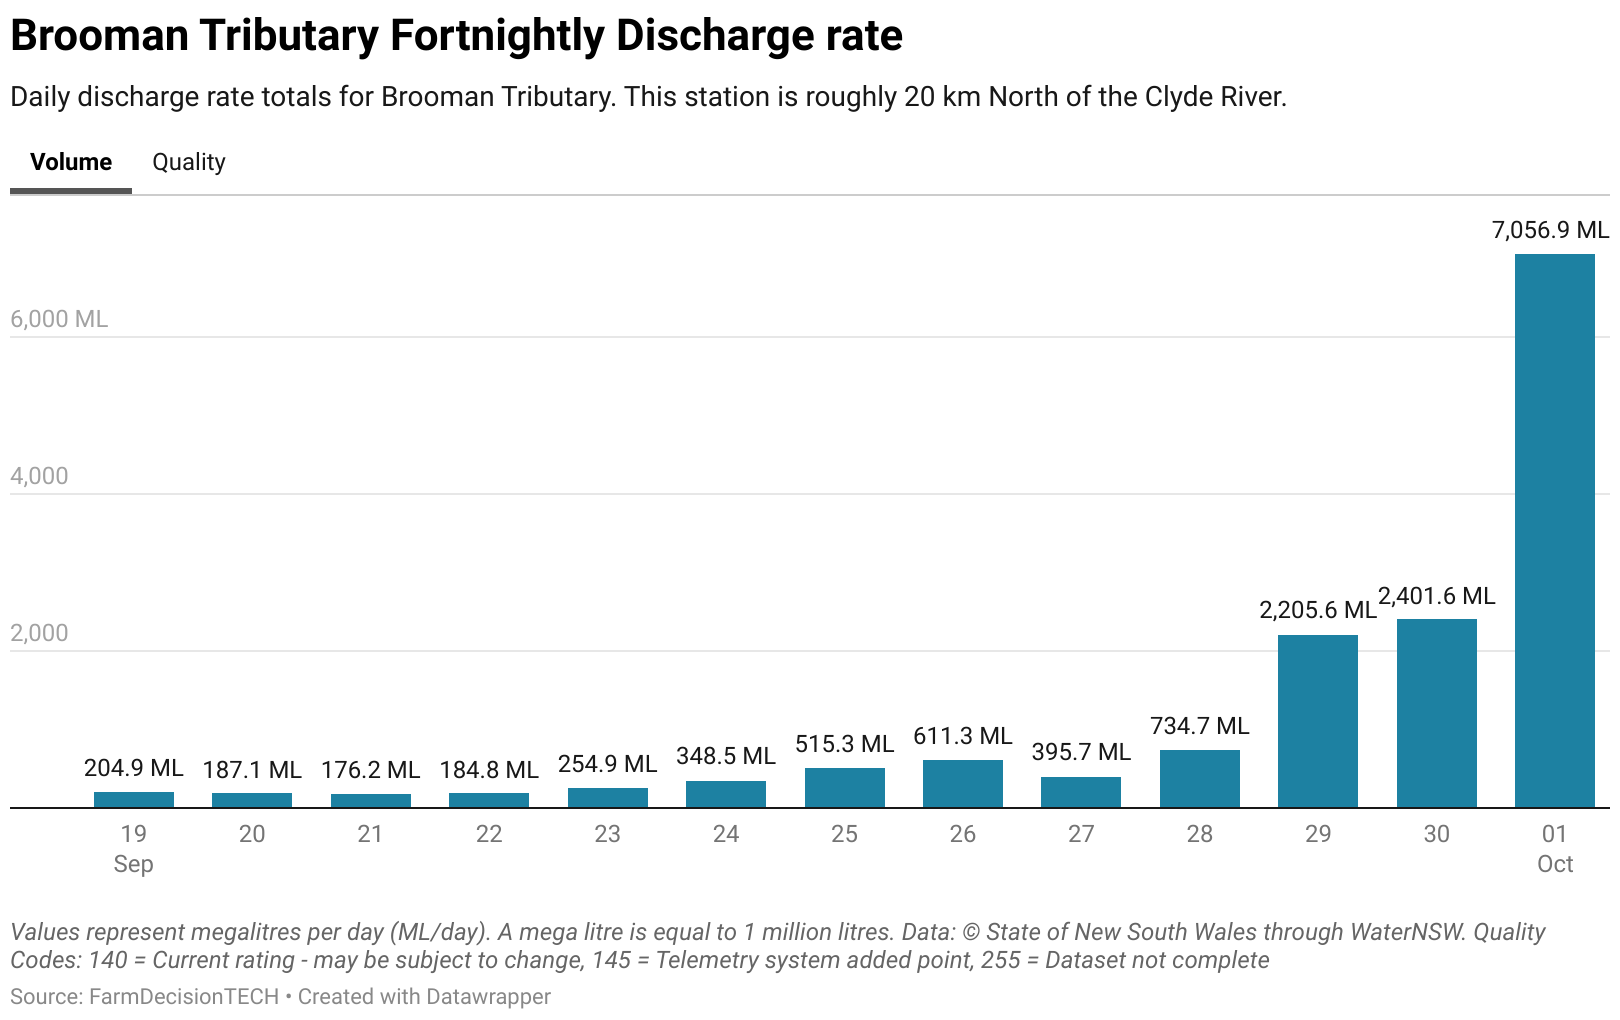 Brooman Tributary Fortnightly Discharge rate
Daily discharge rate totals for Brooman Tributary. This station is roughly 20 km North of the Clyde River.
Volume Quality
7,056.9 ML
6,000 ML
4,000
2,401.6 ML
2,205.6 ML
2,000
734.7 ML
611.3 ML
515.3 ML
395.7 ML
348.5 ML
254.9 ML
204.9 ML 187.1 ML 176.2 ML 184.8 ML
19 20 21 22 23 24 25 26 27 28 29 30 01
Sep Oct
Values represent megalitres per day (ML/day). A mega litre is equal to 1 million litres. Data: © State of New South Wales through WaterNSW. Quality
Codes: 140 = Current rating - may be subject to change, 145 = Telemetry system added point, 255 = Dataset not complete
Source: FarmDecisionTECH • Created with Datawrapper